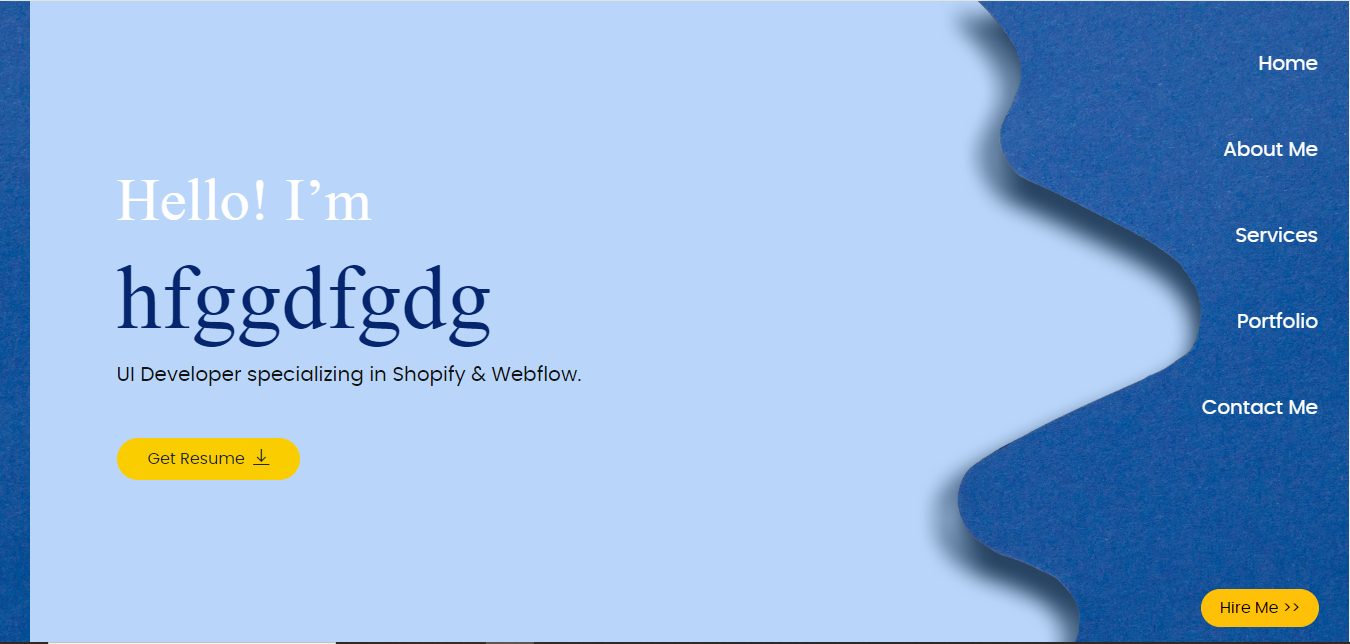 Home
About Me
Services
Portfolio
Contact Me
Hello! I’m
hfggdfgdg
UI Developer specializing in Shopify & Webflow.
Get Resume
Hire Me >>